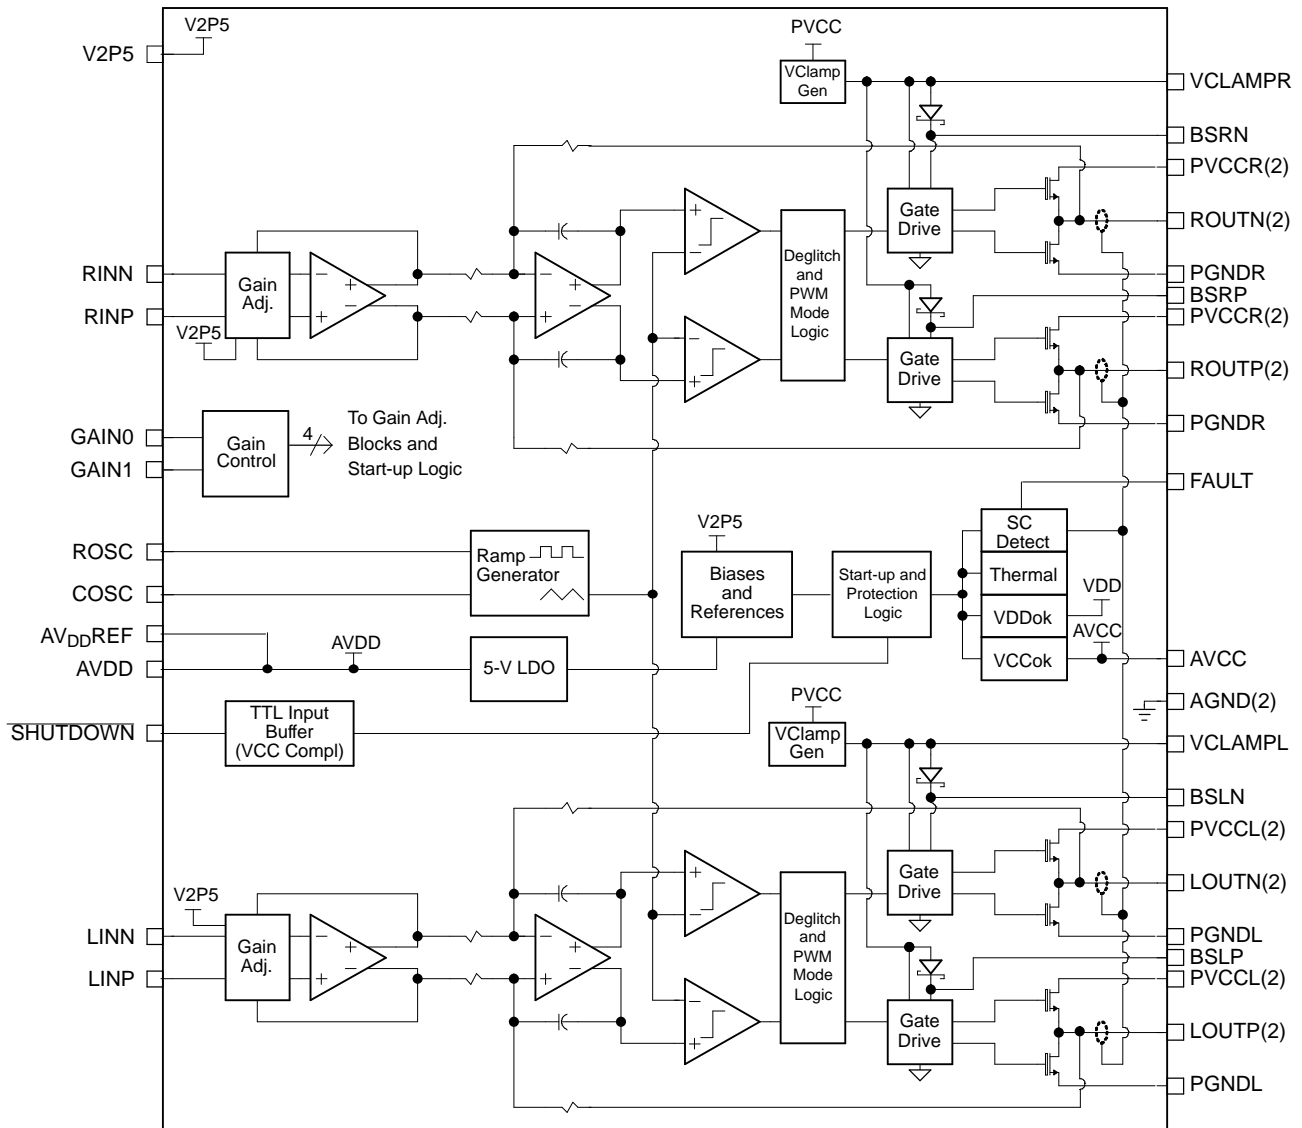 V2P5
V2P5
PVCC
VClamp
Gen
VCLAMPR
BSRN
PVCCR(2)
Gate
Drive
ROUTN(2)
Deglitch
and
PWM
Mode
Logic
RINN
RINP
Gain
Adj.
V2P5
−
+
+
−
−
+
+
−
+
−
−
+
PGNDR
BSRP
PVCCR(2)
Gate
Drive
ROUTP(2)
PGNDR
GAIN0
GAIN1
Gain
Control
4
To Gain Adj.
Blocks and
Start-up Logic
FAULT
ROSC
COSC
Ramp
Generator
V2P5
Biases
and
References
Start-up and
Protection
Logic
SC
Detect
Thermal
VDDok
VCCok
VDD
AVCC
AVCC
AVDDREF
AVDD
AVDD
5-V LDO
AGND(2)
SHUTDOWN
TTL Input
Buffer
(VCC Compl)
PVCC
VClamp
Gen
VCLAMPL
BSLN
PVCCL(2)
Gate
Drive
LOUTN(2)
Deglitch
and
PWM
Mode
Logic
V2P5
LINN
LINP
Gain
Adj.
−
+
+
−
−
+
+
−
+
−
−
+
PGNDL
BSLP
PVCCL(2)
Gate
Drive
LOUTP(2)
PGNDL